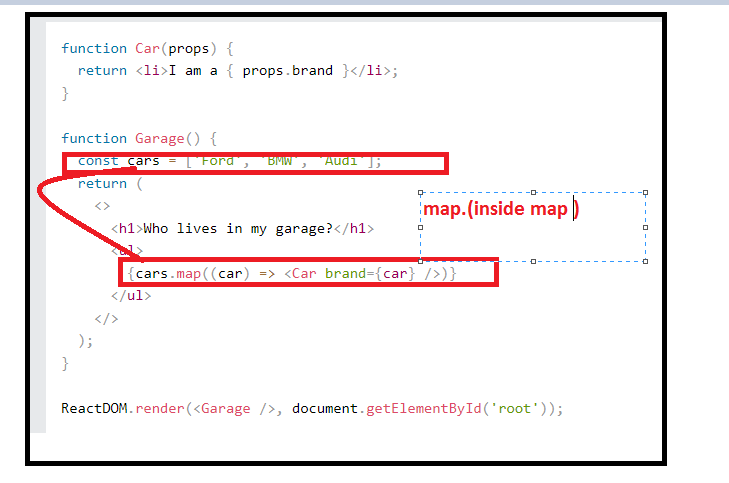 function Car(props) {
return <li>I am a { props.brand }</li>;
}
function Garage() {
const cars = ['Ford', 'BMW', 'Audi'];
return (
<>
<h1>Who lives in my garage?</h1>
map.(inside map )
<ul>
{cars.map((car) => <Car brand={car} />)}
</ul>
</>
);
}
ReactDOM.render(<Garage />, document.getElementById('root'));